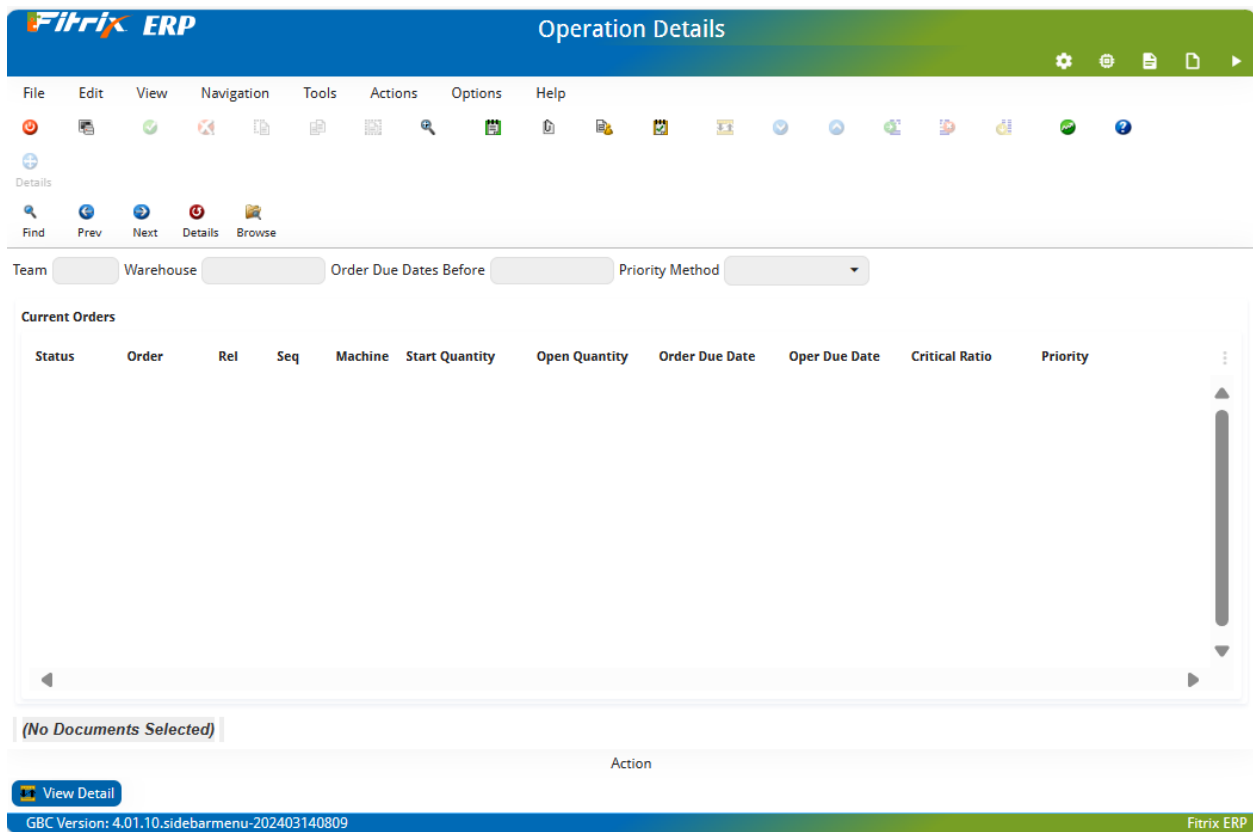 Fitrix ERP
Operation Details
File Edit View Navigation Tools Actions Options Help
Details
Find Prev Next Details Browse
Team Warehouse Order Due Dates Before Priority Method
Current Orders
Status Order Rel Seq Machine Start Quantity Open Quantity Order Due Date Oper Due Date Critical Ratio Priority
(No Documents Selected)
Action
View Detail
GBC Version: 4.01.10.sidebarmenu-202403140809 Fitrix ERP